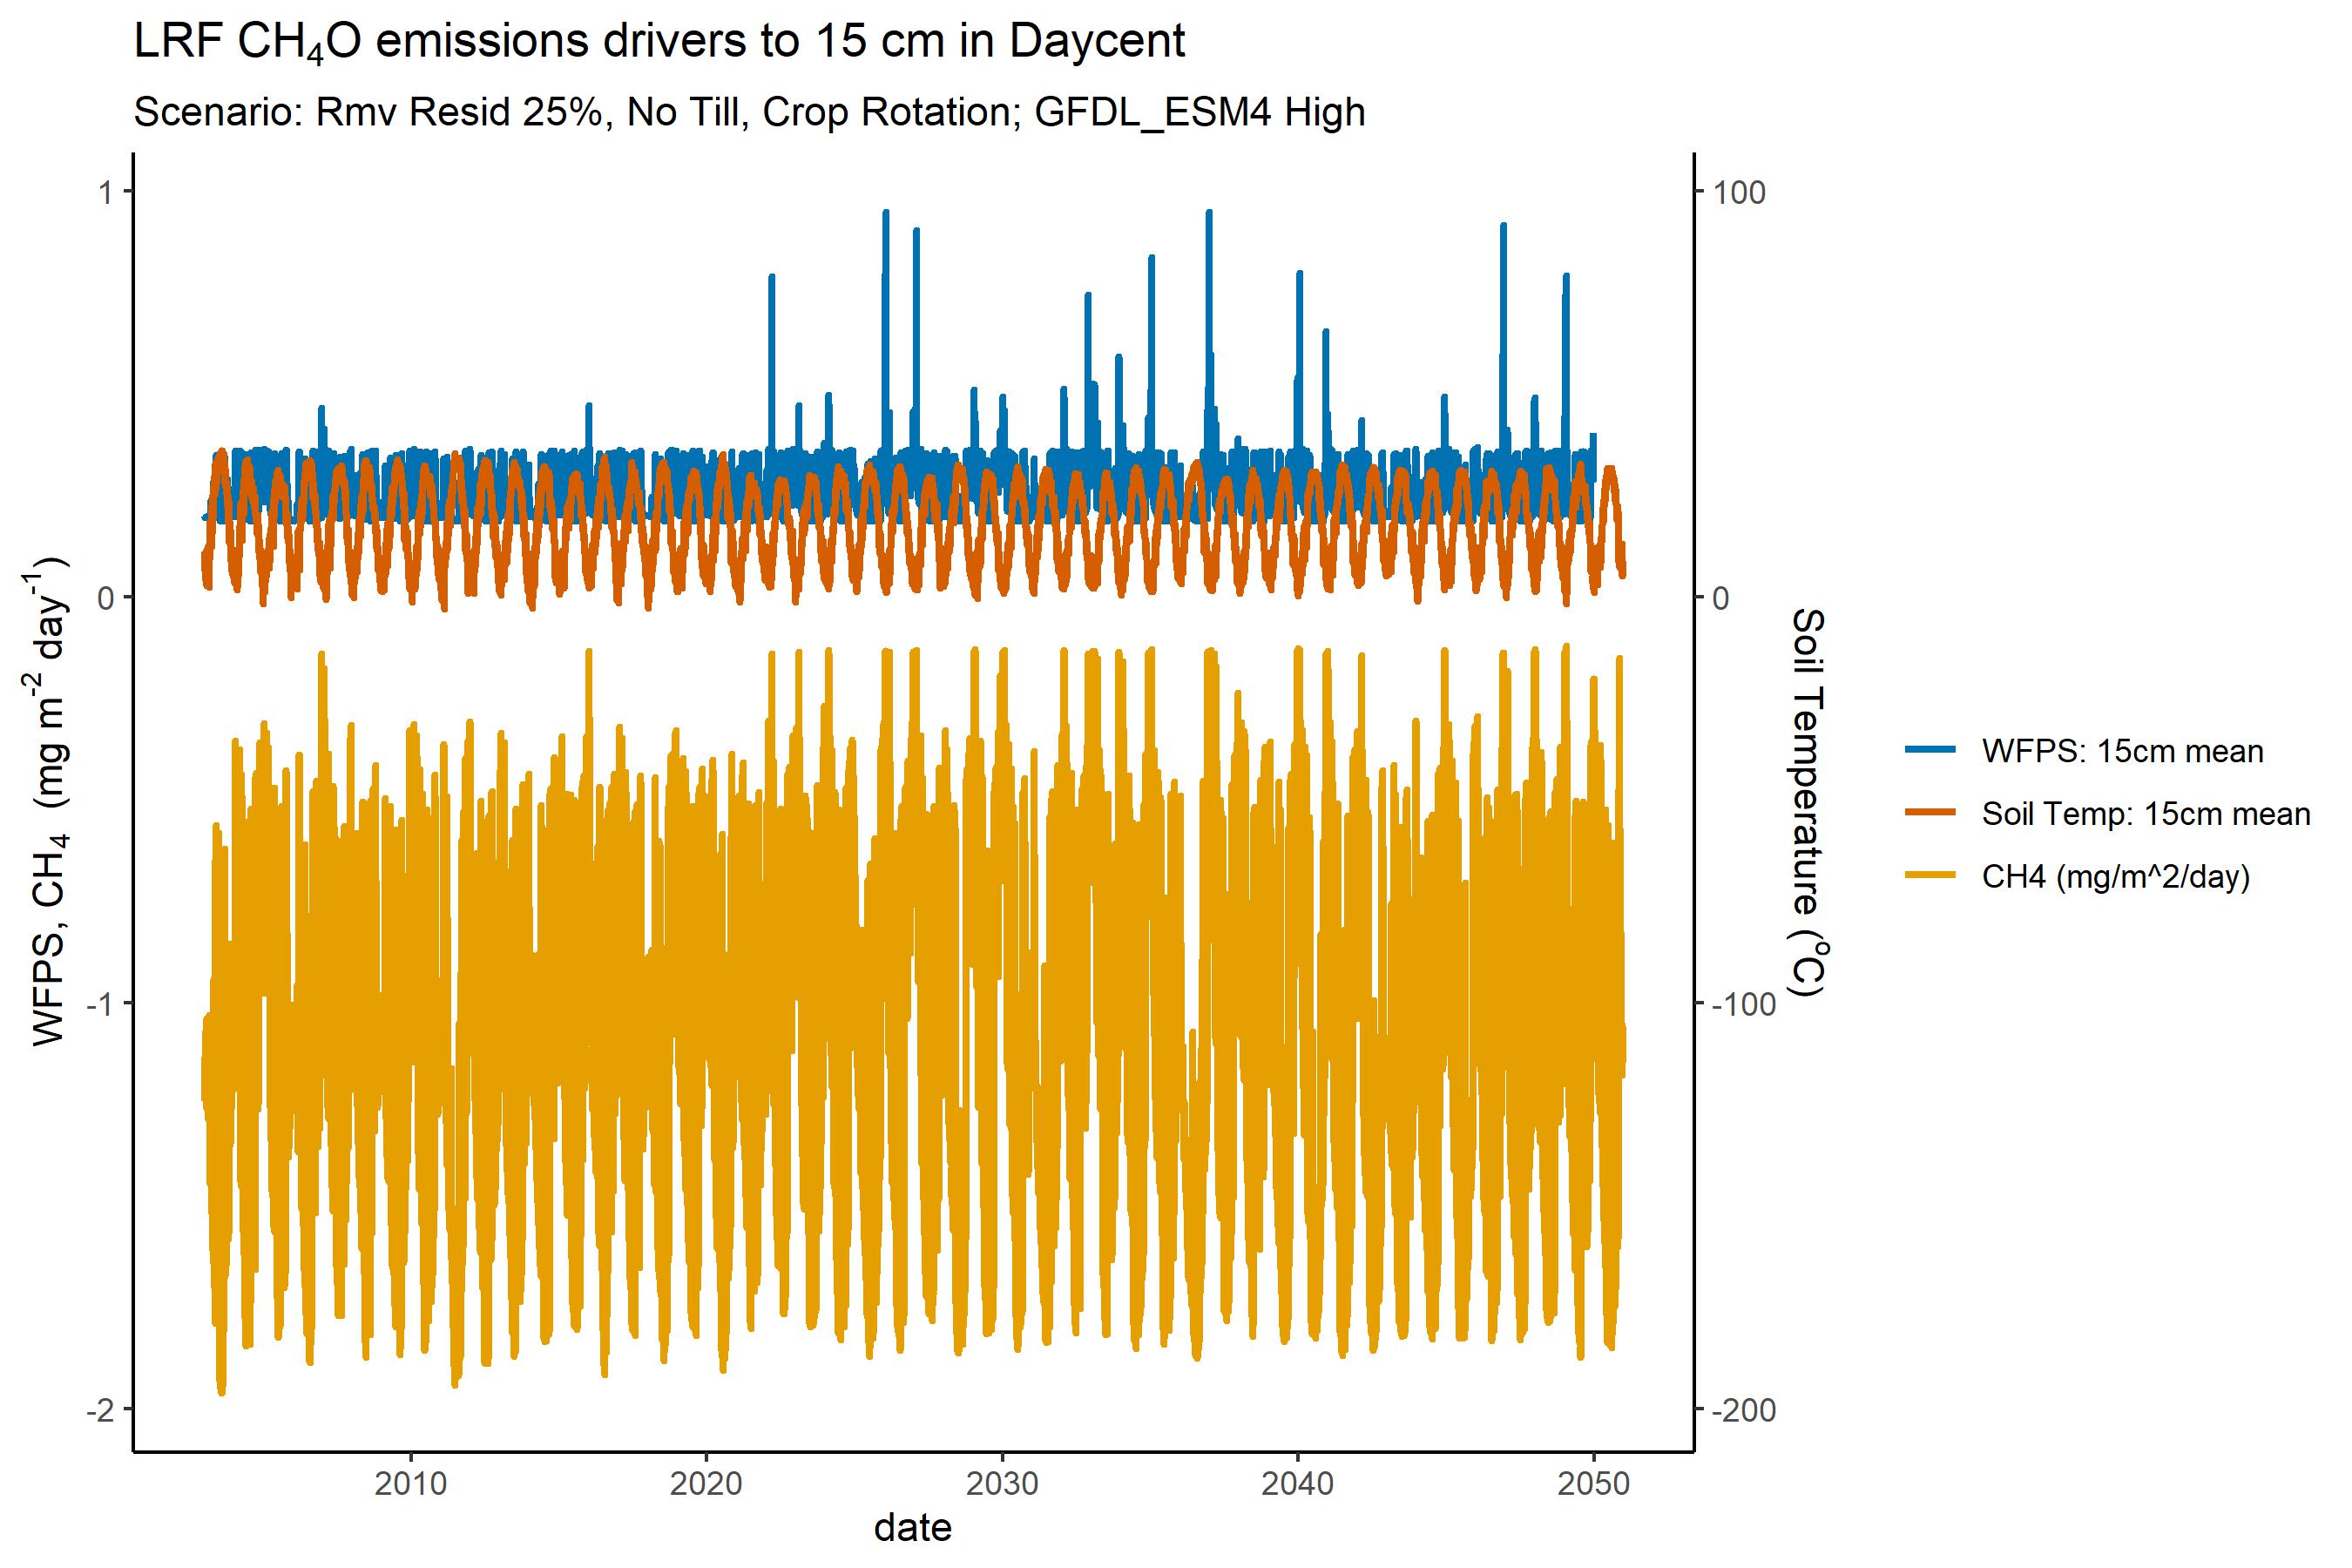 LRF CH₄O emissions drivers to 15 cm in Daycent
Scenario: Rmv Resid 25%, No Till, Crop Rotation; GFDL_ESM4 High
WFPS, CH₄ (mg m⁻² day⁻¹)
1
0
-1
-2
100
0
-100
-200
Soil Temperature (ºC)
2010
2020
2030
2040
2050
date
WFPS: 15cm mean
Soil Temp: 15cm mean
CH4 (mg/m^2/day)